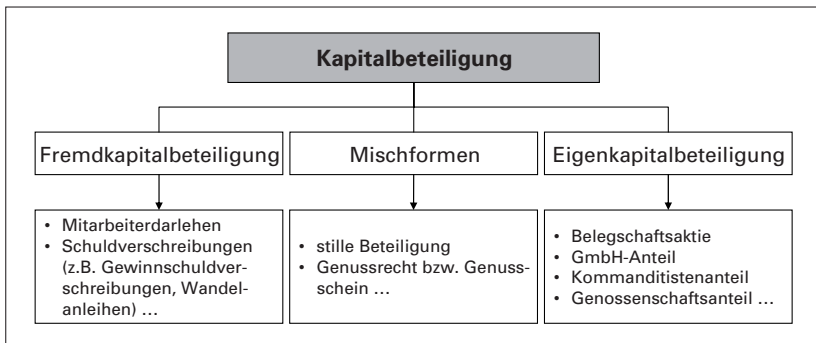 Kapitalbeteiligung
Fremdkapitalbeteiligung
Mischformen
Eigenkapitalbeteiligung
• Mitarbeiterdarlehen
• Schuldverschreibungen
(z.B. Gewinnschuldver-
schreibungen, Wandel-
anleihen) …
• stille Beteiligung
• Genussrecht bzw. Genuss-
schein …
• Belegschaftsaktie
• GmbH-Anteil
• Kommanditistenanteil
• Genossenschaftsanteil …